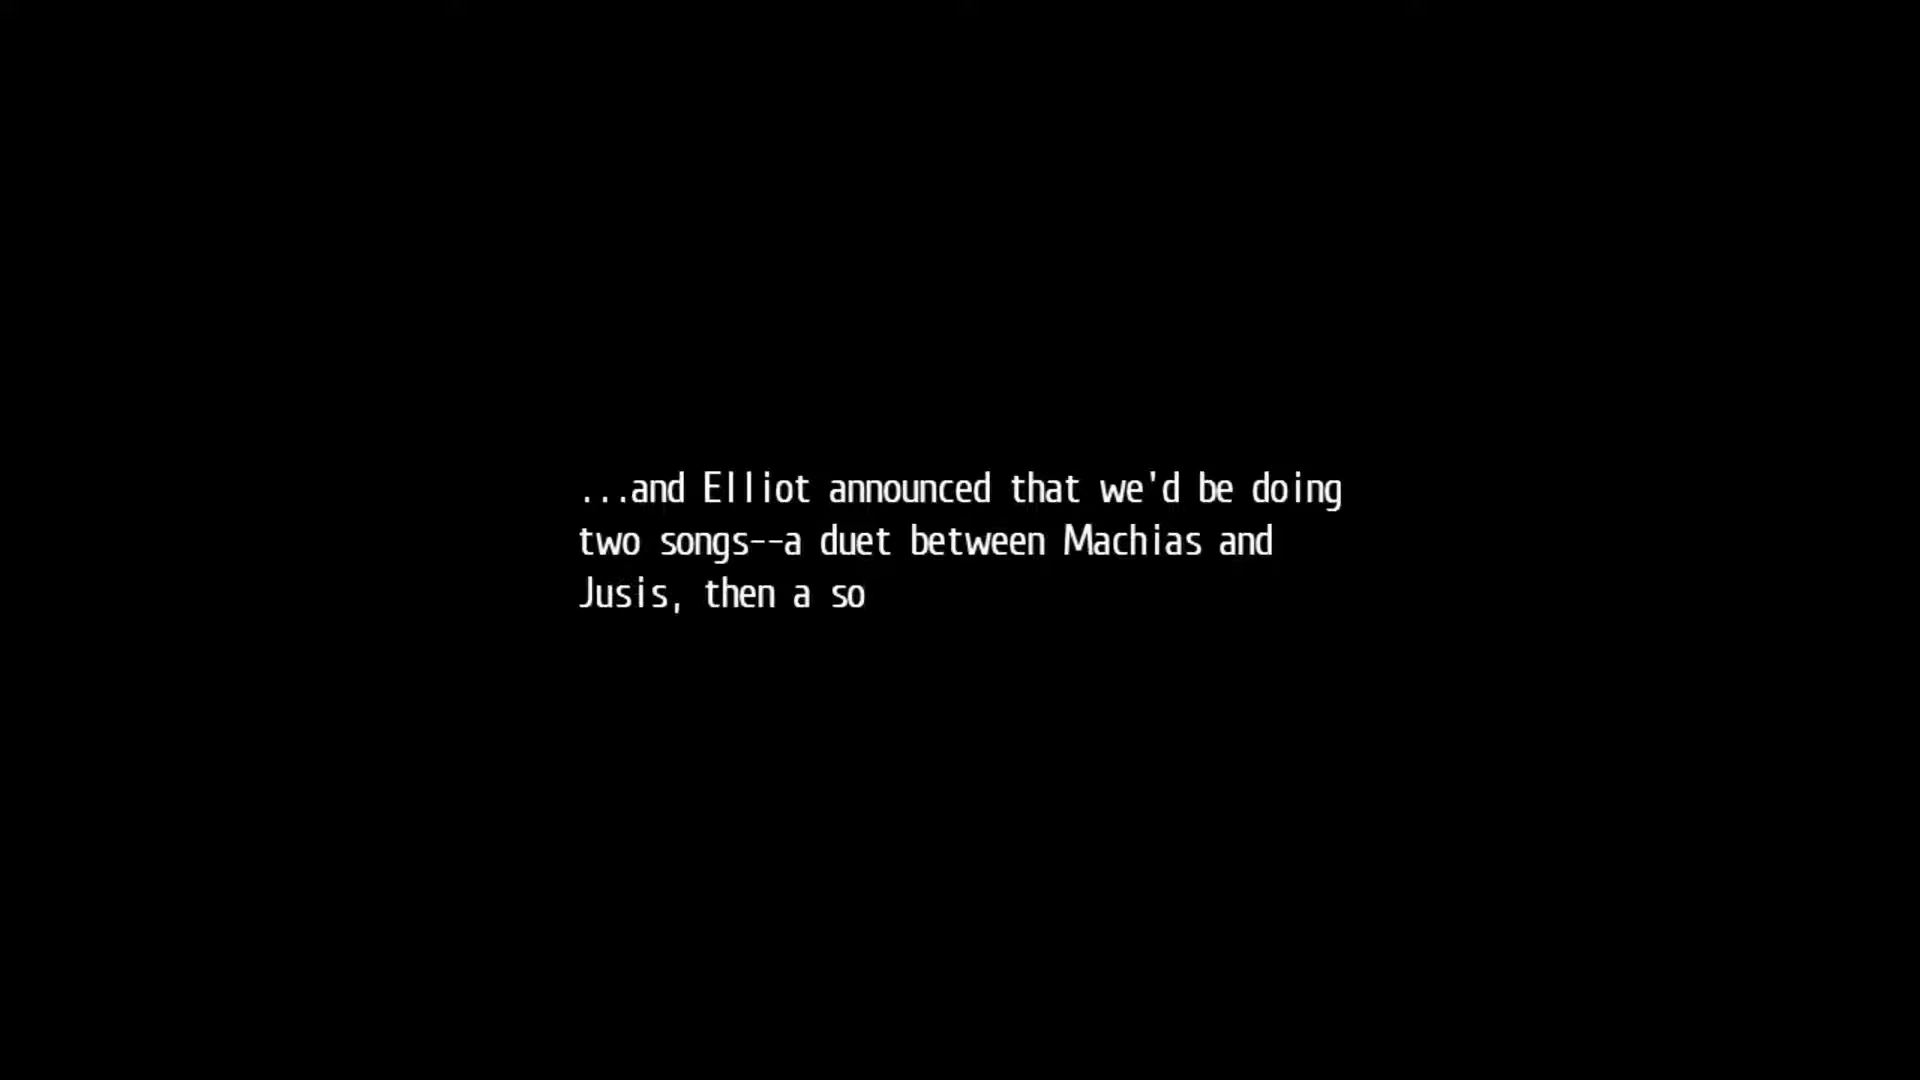 ...and Elliot announced that we'd be doing
two songs--a duet between Machias and
Jusis, then a so